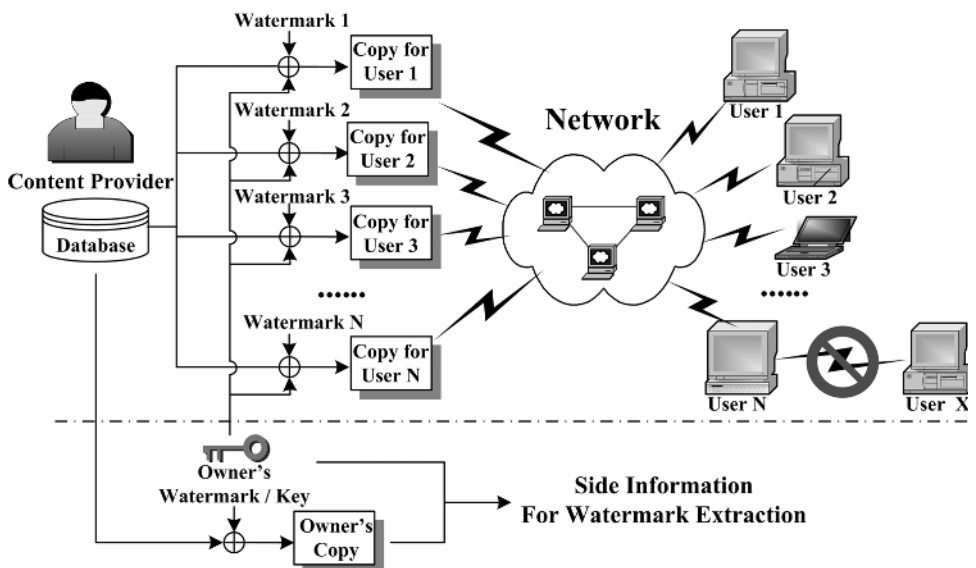 Watermark 1
Copy for
User 1
Watermark 2
Copy for
User 2
Watermark 3
Copy for
User 3
......
Watermark N
Copy for
User N
Content Provider
Database
Network
User 1
User 2
User 3
......
User N
User X
Owner's
Watermark / Key
Owner's
Copy
Side Information
For Watermark Extraction